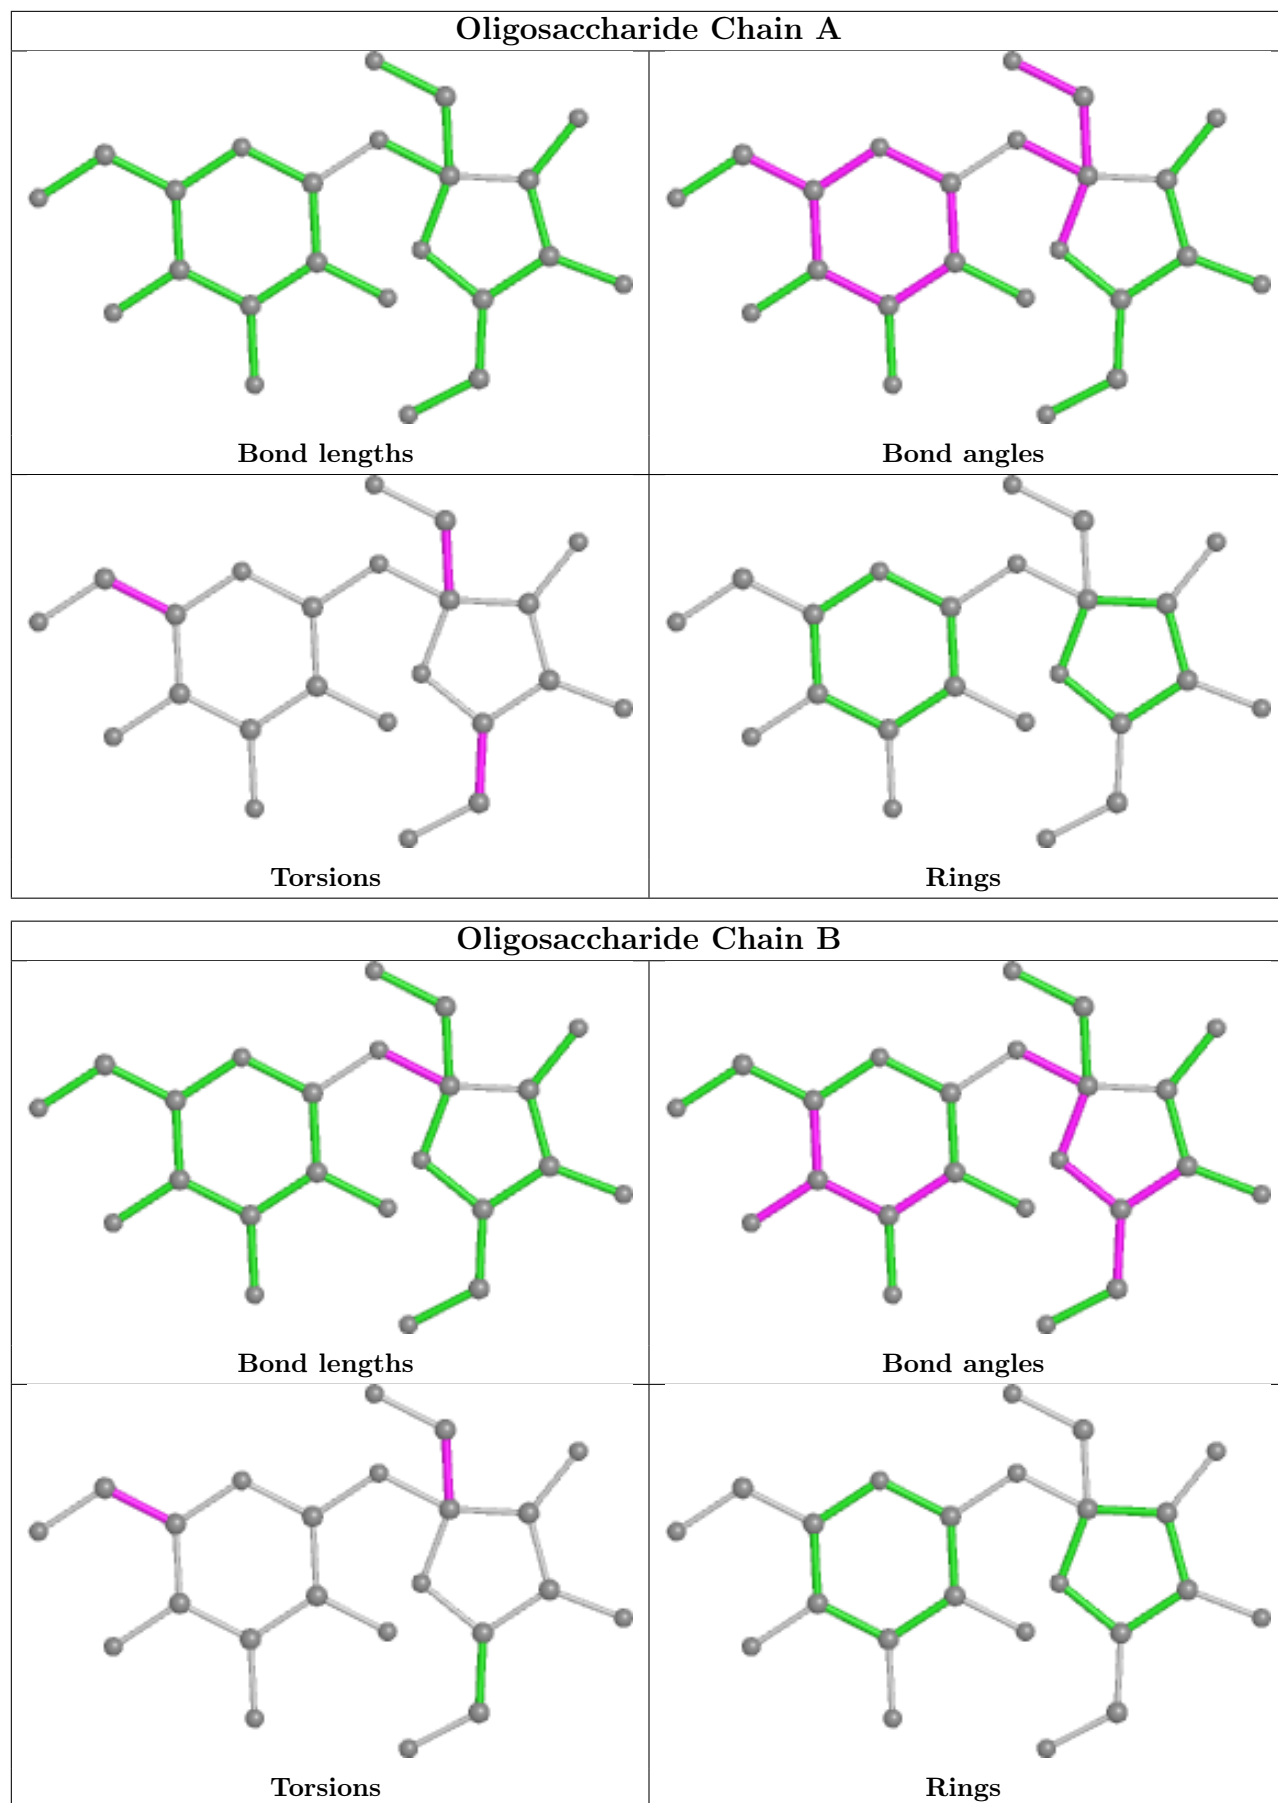 Oligosaccharide Chain A
Bond lengths
Bond angles
Torsions
Rings
Oligosaccharide Chain B
Bond lengths
Bond angles
Torsions
Rings